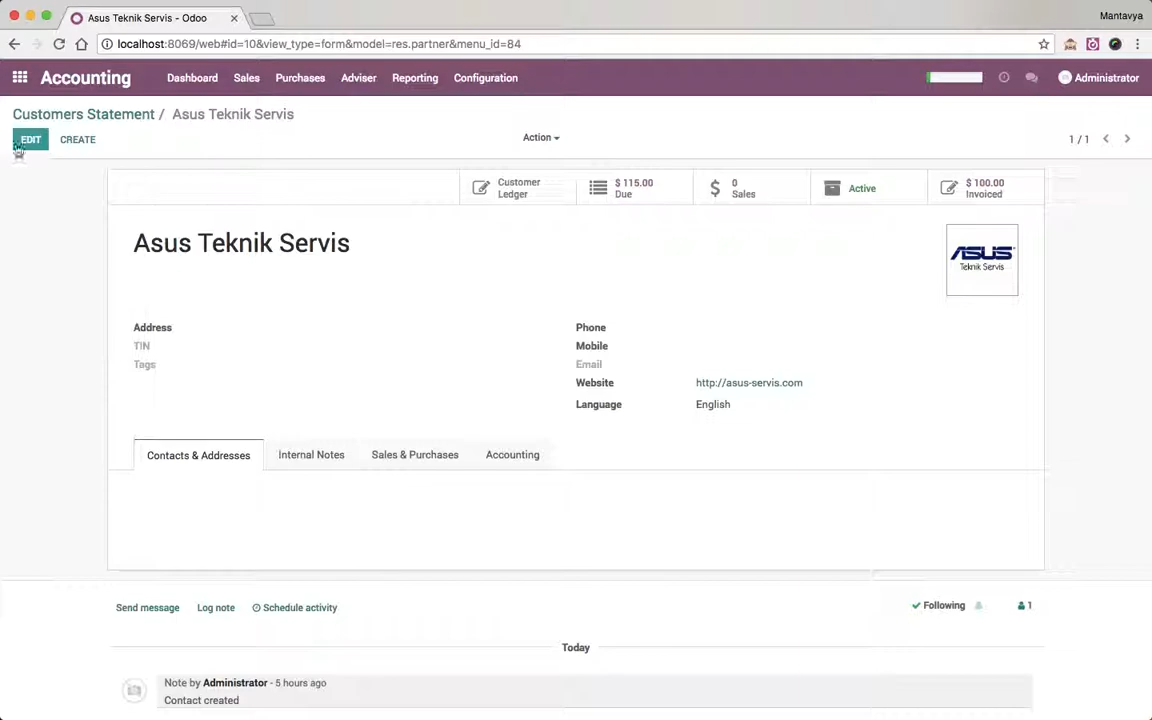 Asus Teknik Servis - Odoo
Mantavya
localhost:8069/web#id=10&view_type=form&model=res.partner&menu_id=84
Accounting Dashboard Sales Purchases Adviser Reporting Configuration Administrator
Customers Statement / Asus Teknik Servis
EDIT CREATE Action 1 / 1
Customer Ledger
$ 115.00 Due
0 Sales
Active
$ 100.00 Invoiced
Asus Teknik Servis
ASUS
Teknik Servis
Address
TIN
Tags
Phone
Mobile
Email
Website http://asus-servis.com
Language English
Contacts & Addresses Internal Notes Sales & Purchases Accounting
Send message Log note Schedule activity Following 1
Today
Note by Administrator - 5 hours ago
Contact created